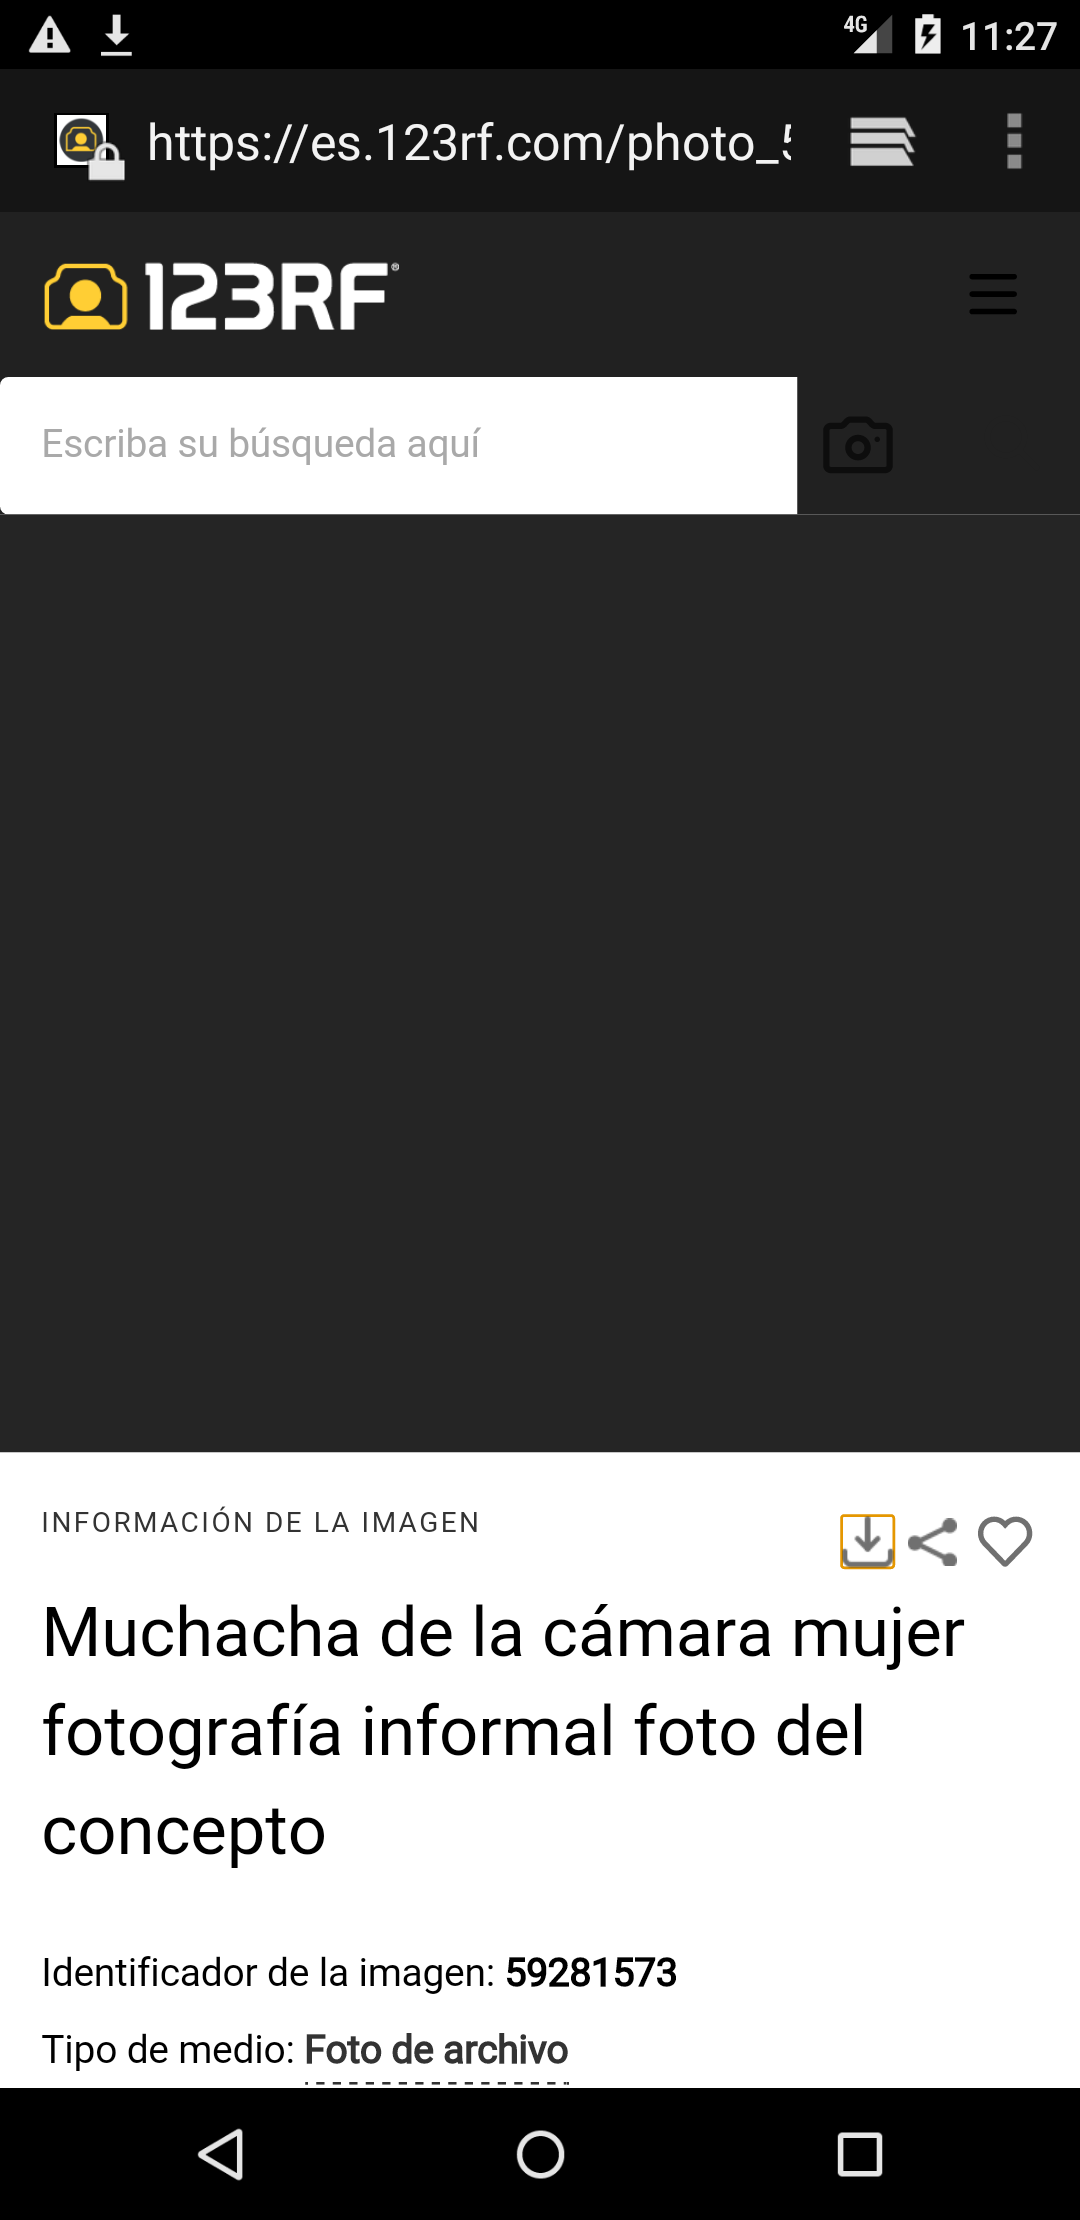 4G 11:27
https://es.123rf.com/photo_
123RF®
Escriba su búsqueda aquí
INFORMACIÓN DE LA IMAGEN
Muchacha de la cámara mujer
fotografía informal foto del
concepto
Identificador de la imagen: 59281573
Tipo de medio: Foto de archivo